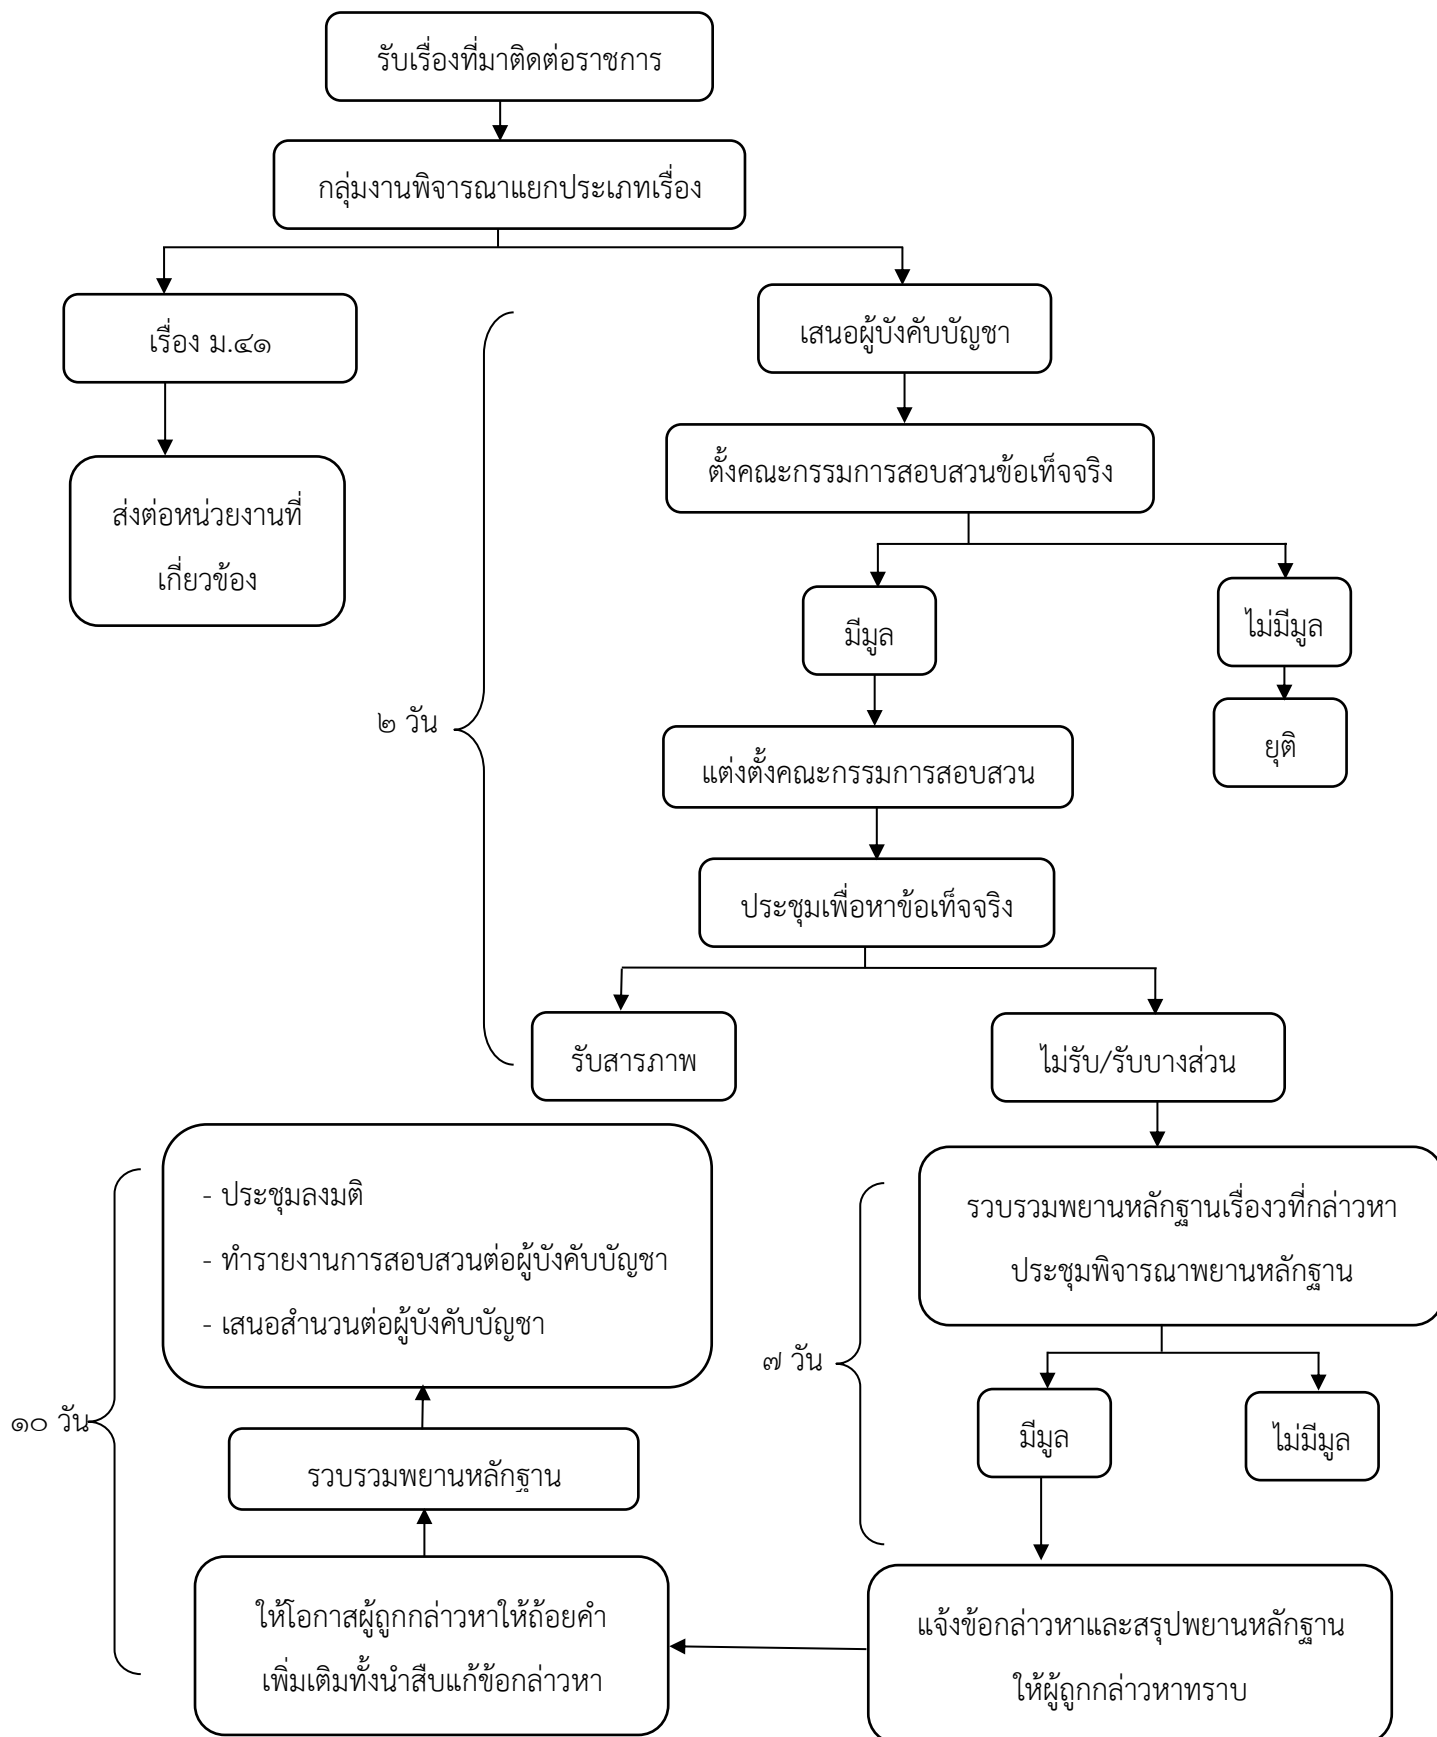 รับเรื่องที่มาติดต่อราชการ
กลุ่มงานพิจารณาแยกประเภทเรื่อง
เรื่อง ม.๔๑
ส่งต่อหน่วยงานที่
เกี่ยวข้อง
เสนอผู้บังคับบัญชา
ตั้งคณะกรรมการสอบสวนข้อเท็จจริง
มีมูล
ไม่มีมูล
ยุติ
๒ วัน
แต่งตั้งคณะกรรมการสอบสวน
ประชุมเพื่อหาข้อเท็จจริง
รับสารภาพ
ไม่รับ/รับบางส่วน
รวบรวมพยานหลักฐานเรื่องวที่กล่าวหา
ประชุมพิจารณาพยานหลักฐาน
๗ วัน
มีมูล
ไม่มีมูล
แจ้งข้อกล่าวหาและสรุปพยานหลักฐาน
ให้ผู้ถูกกล่าวหาทราบ
ให้โอกาสผู้ถูกกล่าวหาให้ถ้อยคำ
เพิ่มเติมทั้งนำสืบแก้ข้อกล่าวหา
รวบรวมพยานหลักฐาน
๑๐ วัน
- ประชุมลงมติ
- ทำรายงานการสอบสวนต่อผู้บังคับบัญชา
- เสนอสำนวนต่อผู้บังคับบัญชา